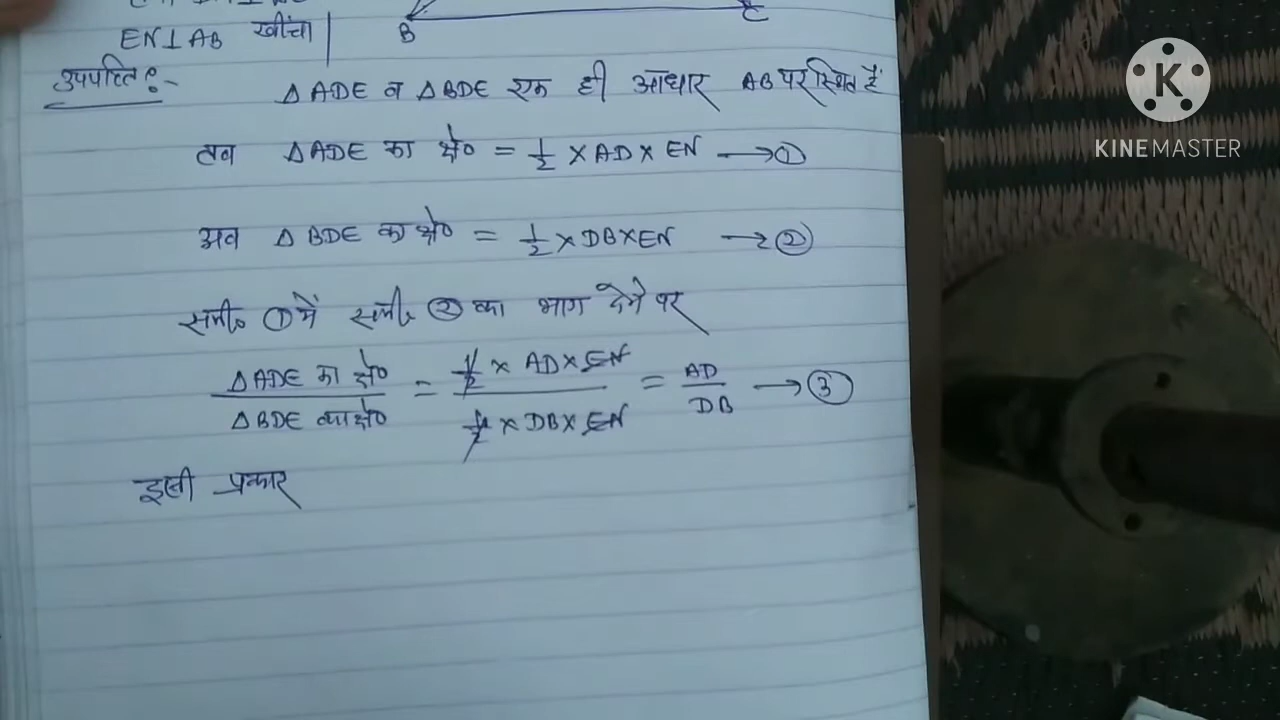 EN⊥AB खींचा
B
C
उपपत्ति:-
△ADE व △BDE एक ही आधार AB पर स्थित हैं
तब △ADE का क्षे० = 1/2 × AD × EN → ①
अब △BDE का क्षे० = 1/2 × DB × EN → ②
समी० ① में समी० ② का भाग देने पर
△ADE का क्षे० / △BDE का क्षे० = 1/2 × AD × EN / 1/2 × DB × EN = AD/DB → ③
इसी प्रकार
KINEMASTER